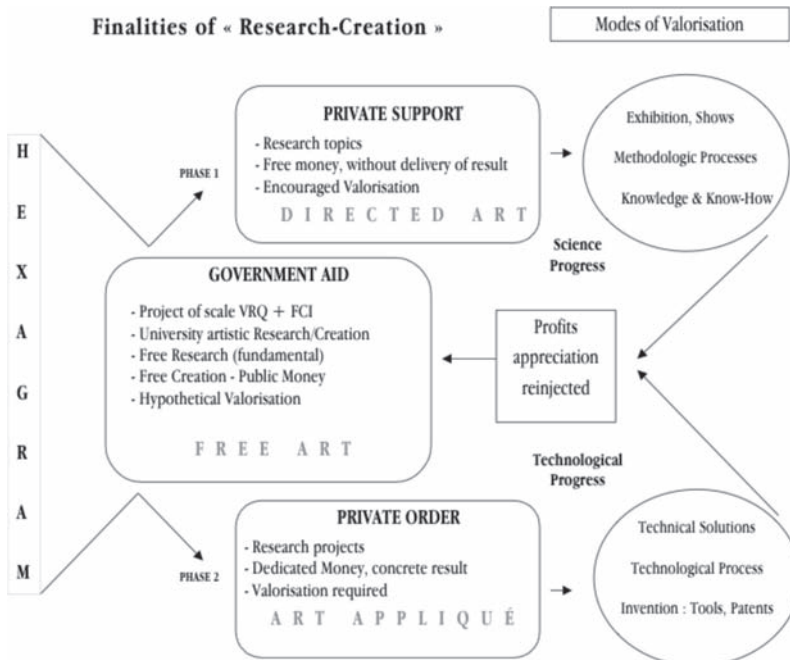 Finalities of « Research-Creation »
Modes of Valorisation
HEXAGRAM
PHASE 1
PRIVATE SUPPORT
- Research topics
- Free money, without delivery of result
- Encouraged Valorisation
DIRECTED ART
Exhibition, Shows
Methodologic Processes
Knowledge & Know-How
Science
Progress
GOVERNMENT AID
- Project of scale VRQ + FCI
- University artistic Research/Creation
- Free Research (fundamental)
- Free Creation - Public Money
- Hypothetical Valorisation
FREE ART
Profits
appreciation
reinjected
Technological
Progress
PHASE 2
PRIVATE ORDER
- Research projects
- Dedicated Money, concrete result
- Valorisation required
ART APPLIQUÉ
Technical Solutions
Technological Process
Invention : Tools, Patents